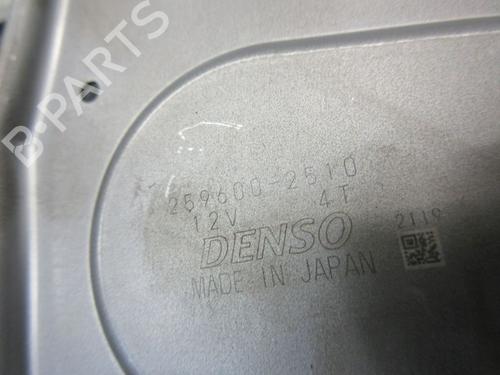 B-PARTS
259600-2510
12V 4T
DENSO 2119
MADE IN JAPAN